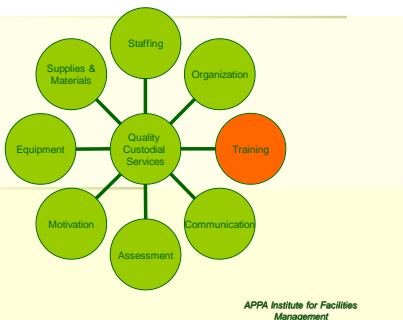 Staffing
Supplies &
Materials
Organization
Equipment
Quality
Custodial
Services
Training
Motivation
Communication
Assessment
APPA Institute for Facilities
Management